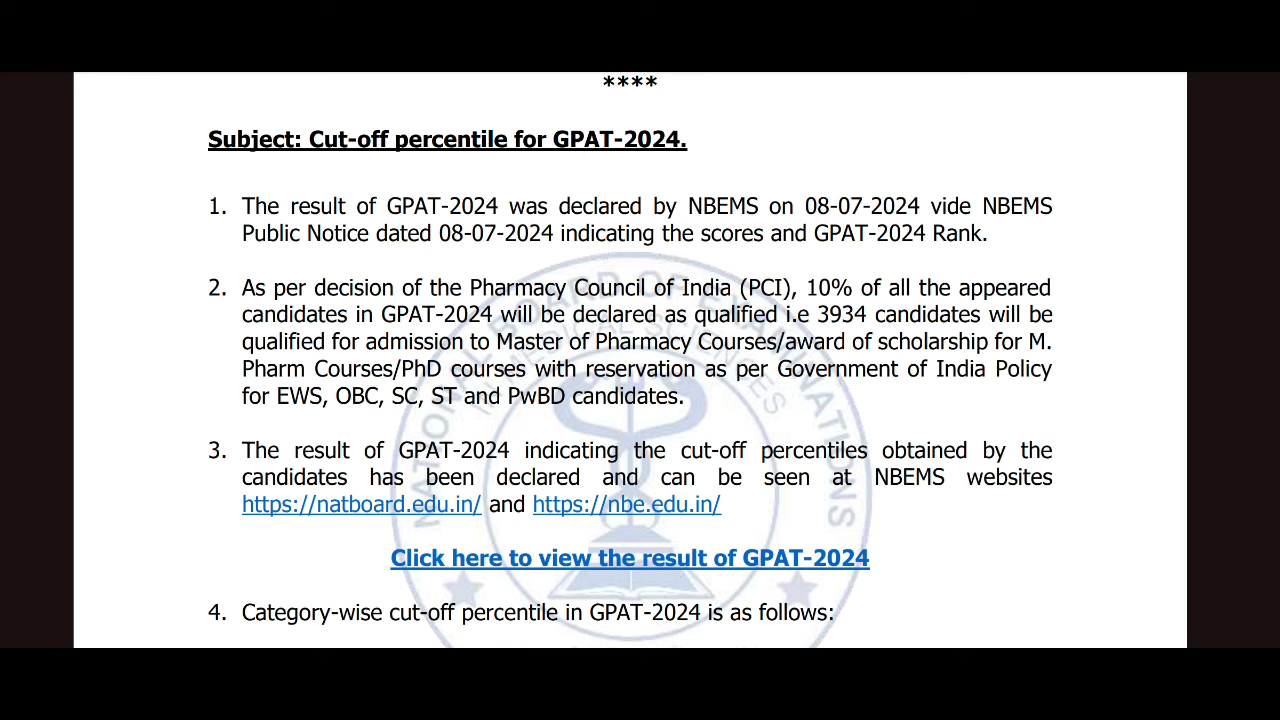 ****
Subject: Cut-off percentile for GPAT-2024.
1. The result of GPAT-2024 was declared by NBEMS on 08-07-2024 vide NBEMS
Public Notice dated 08-07-2024 indicating the scores and GPAT-2024 Rank.
2. As per decision of the Pharmacy Council of India (PCI), 10% of all the appeared
candidates in GPAT-2024 will be declared as qualified i.e 3934 candidates will be
qualified for admission to Master of Pharmacy Courses/award of scholarship for M.
Pharm Courses/PhD courses with reservation as per Government of India Policy
for EWS, OBC, SC, ST and PwBD candidates.
3. The result of GPAT-2024 indicating the cut-off percentiles obtained by the
candidates has been declared and can be seen at NBEMS websites
https://natboard.edu.in/ and https://nbe.edu.in/
Click here to view the result of GPAT-2024
4. Category-wise cut-off percentile in GPAT-2024 is as follows:
NATIONAL BOARD OF EXAMINATIONS
IN MEDICAL SCIENCES